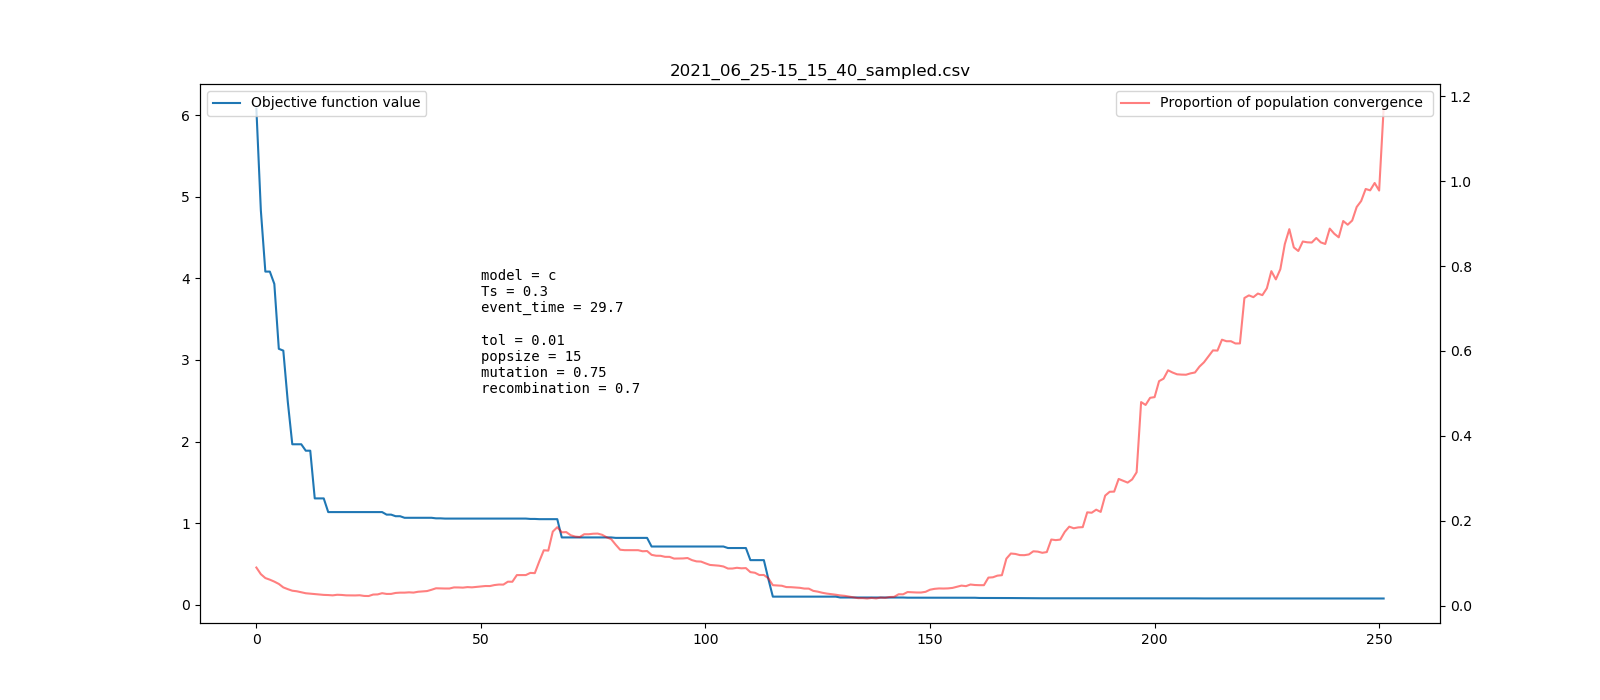 2021_06_25-15_15_40_sampled.csv
Objective function value
Proportion of population convergence
6
5
4
3
2
1
0
1.2
1.0
0.8
0.6
0.4
0.2
0.0
model = c
Ts = 0.3
event_time = 29.7
tol = 0.01
popsize = 15
mutation = 0.75
recombination = 0.7
0
50
100
150
200
250